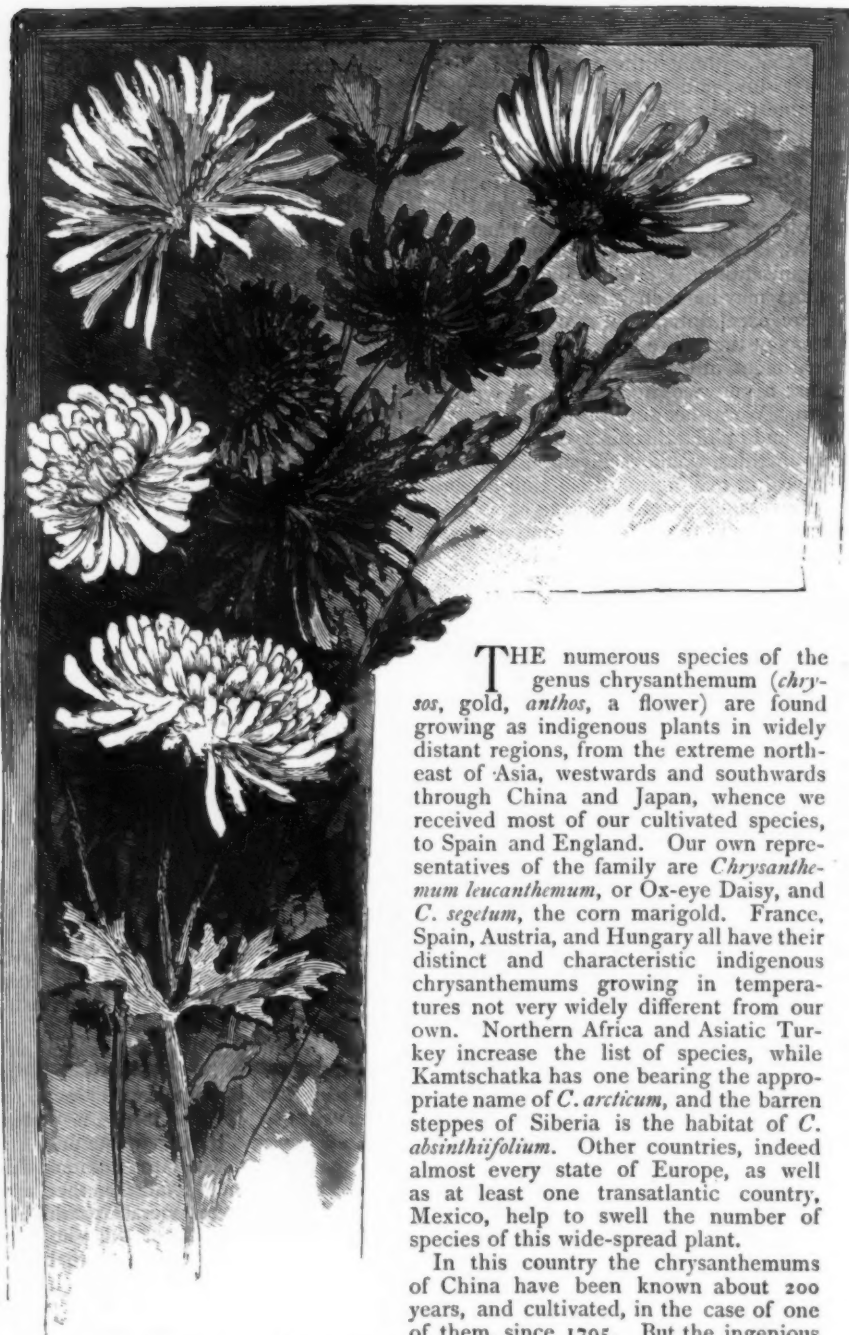 THE numerous species of the
genus chrysanthemum (chry-
sos, gold, anthos, a flower) are found
growing as indigenous plants in widely
distant regions, from the extreme north-
east of Asia, westwards and southwards
through China and Japan, whence we
received most of our cultivated species,
to Spain and England. Our own repre-
sentatives of the family are Chrysanthe-
mum leucanthemum, or Ox-eye Daisy, and
C. segetum, the corn marigold. France,
Spain, Austria, and Hungary all have their
distinct and characteristic indigenous
chrysanthemums growing in tempera-
tures not very widely different from our
own. Northern Africa and Asiatic Tur-
key increase the list of species, while
Kamtschatka has one bearing the appro-
priate name of C. arcticum, and the barren
steppes of Siberia is the habitat of C.
absinthiifolium. Other countries, indeed
almost every state of Europe, as well
as at least one transatlantic country,
Mexico, help to swell the number of
species of this wide-spread plant.
In this country the chrysanthemums
of China have been known about 200
years, and cultivated, in the case of one
of them, since 1795. But the ingenious